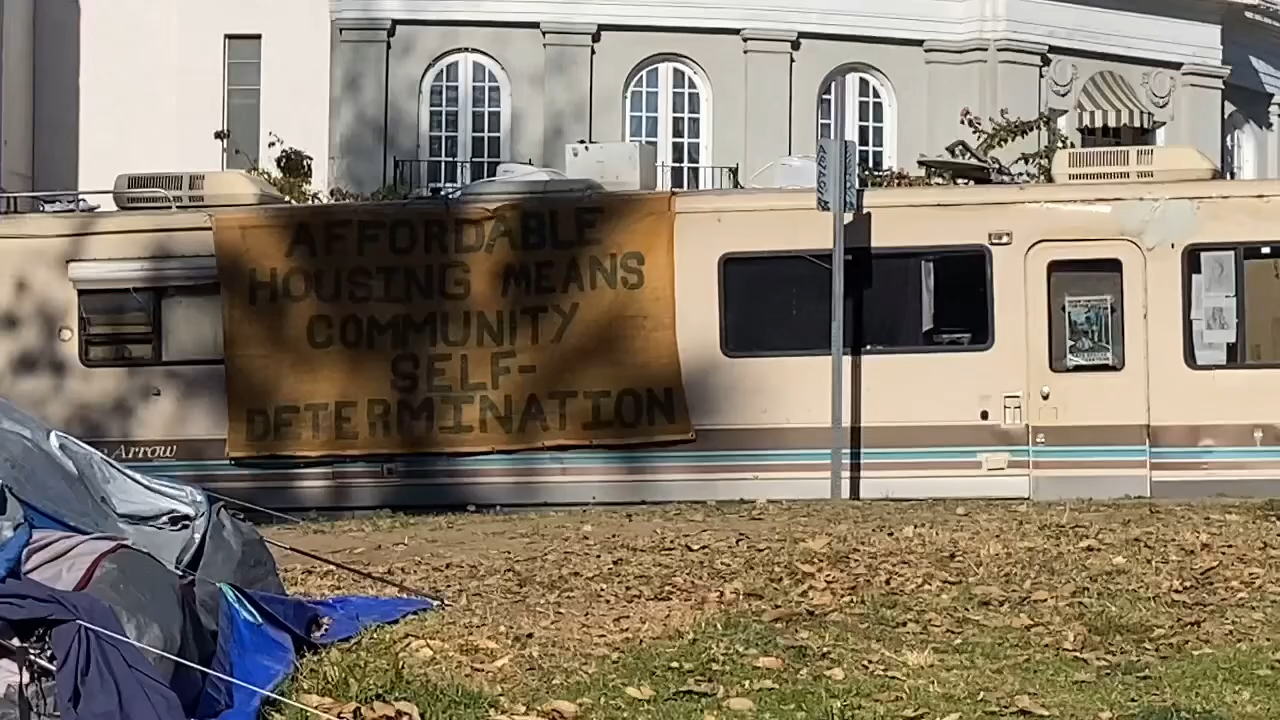 AFFORDABLE
HOUSING MEANS
COMMUNITY
SELF-
DETERMINATION
Arrow